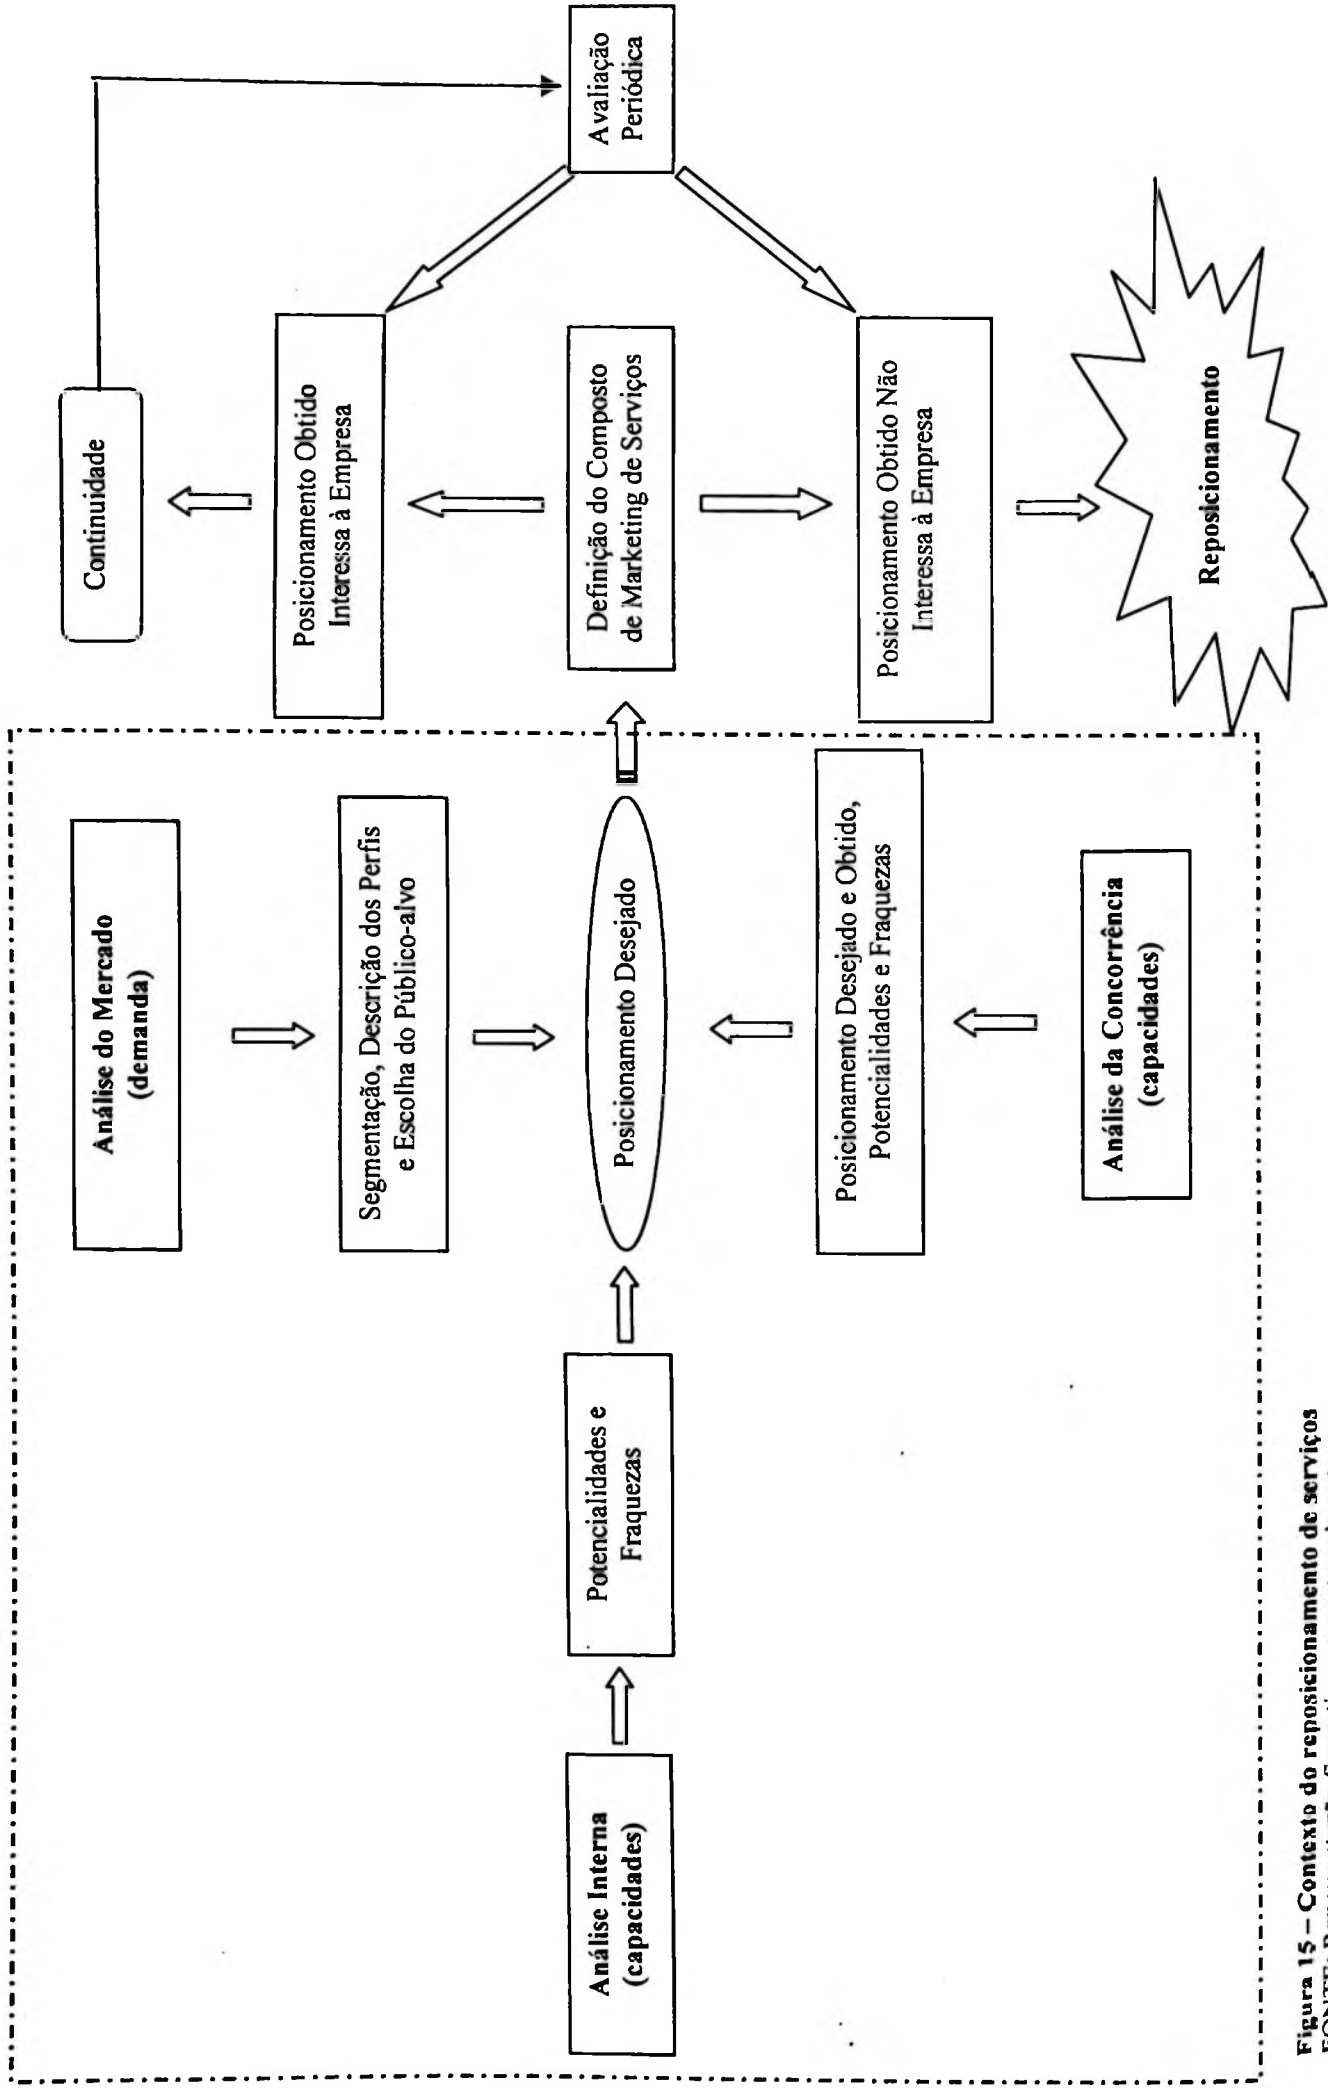 Análise do Mercado
(demanda)
Continuidade
Segmentação, Descrição dos Perfis
e Escolha do Público-alvo
Posicionamento Obtido
Interessa à Empresa
Análise Interna
(capacidades)
Potencialidades e
Fraquezas
Posicionamento Desejado
Definição do Composto
de Marketing de Serviços
Avaliação
Periódica
Posicionamento Desejado e Obtido,
Potencialidades e Fraquezas
Posicionamento Obtido Não
Interessa à Empresa
Análise da Concorrência
(capacidades)
Reposicionamento
Figura 15 – Contexto do reposicionamento de serviços
FONTE: